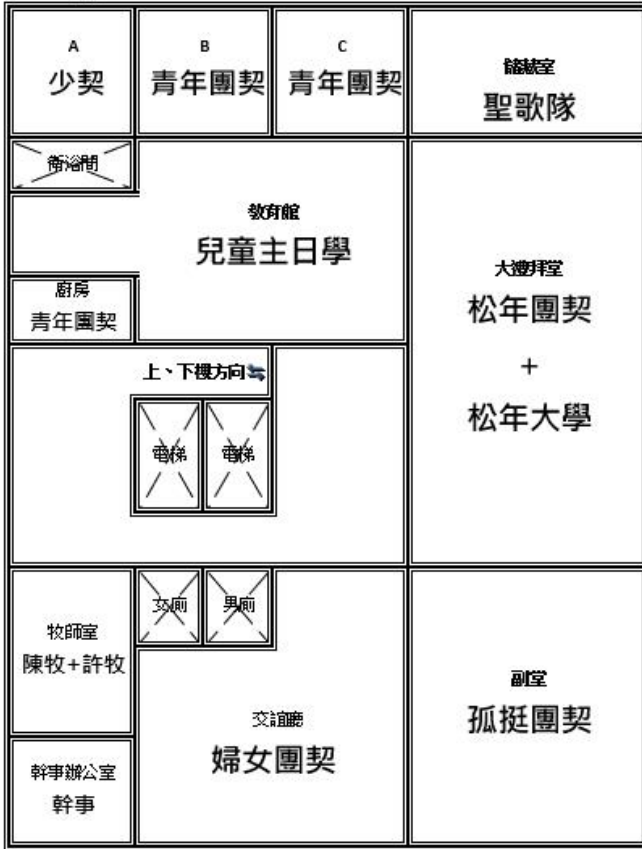 A
少契
B
青年團契
C
青年團契
儲藏室
聖歌隊
衛浴間
教育館
兒童主日學
廚房
青年團契
大禮拜堂
松年團契
+
松年大學
上、下樓方向
電梯
電梯
女廁
男廁
牧師室
陳牧+許牧
副堂
孤挺團契
交誼廳
婦女團契
幹事辦公室
幹事